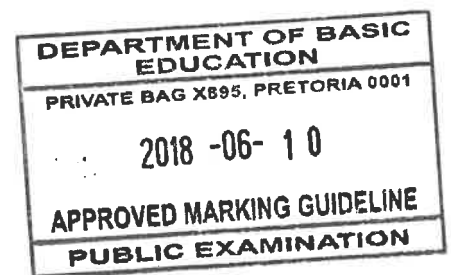 DEPARTMENT OF BASIC
EDUCATION
PRIVATE BAG X895, PRETORIA 0001
2018 -06- 10
APPROVED MARKING GUIDELINE
PUBLIC EXAMINATION